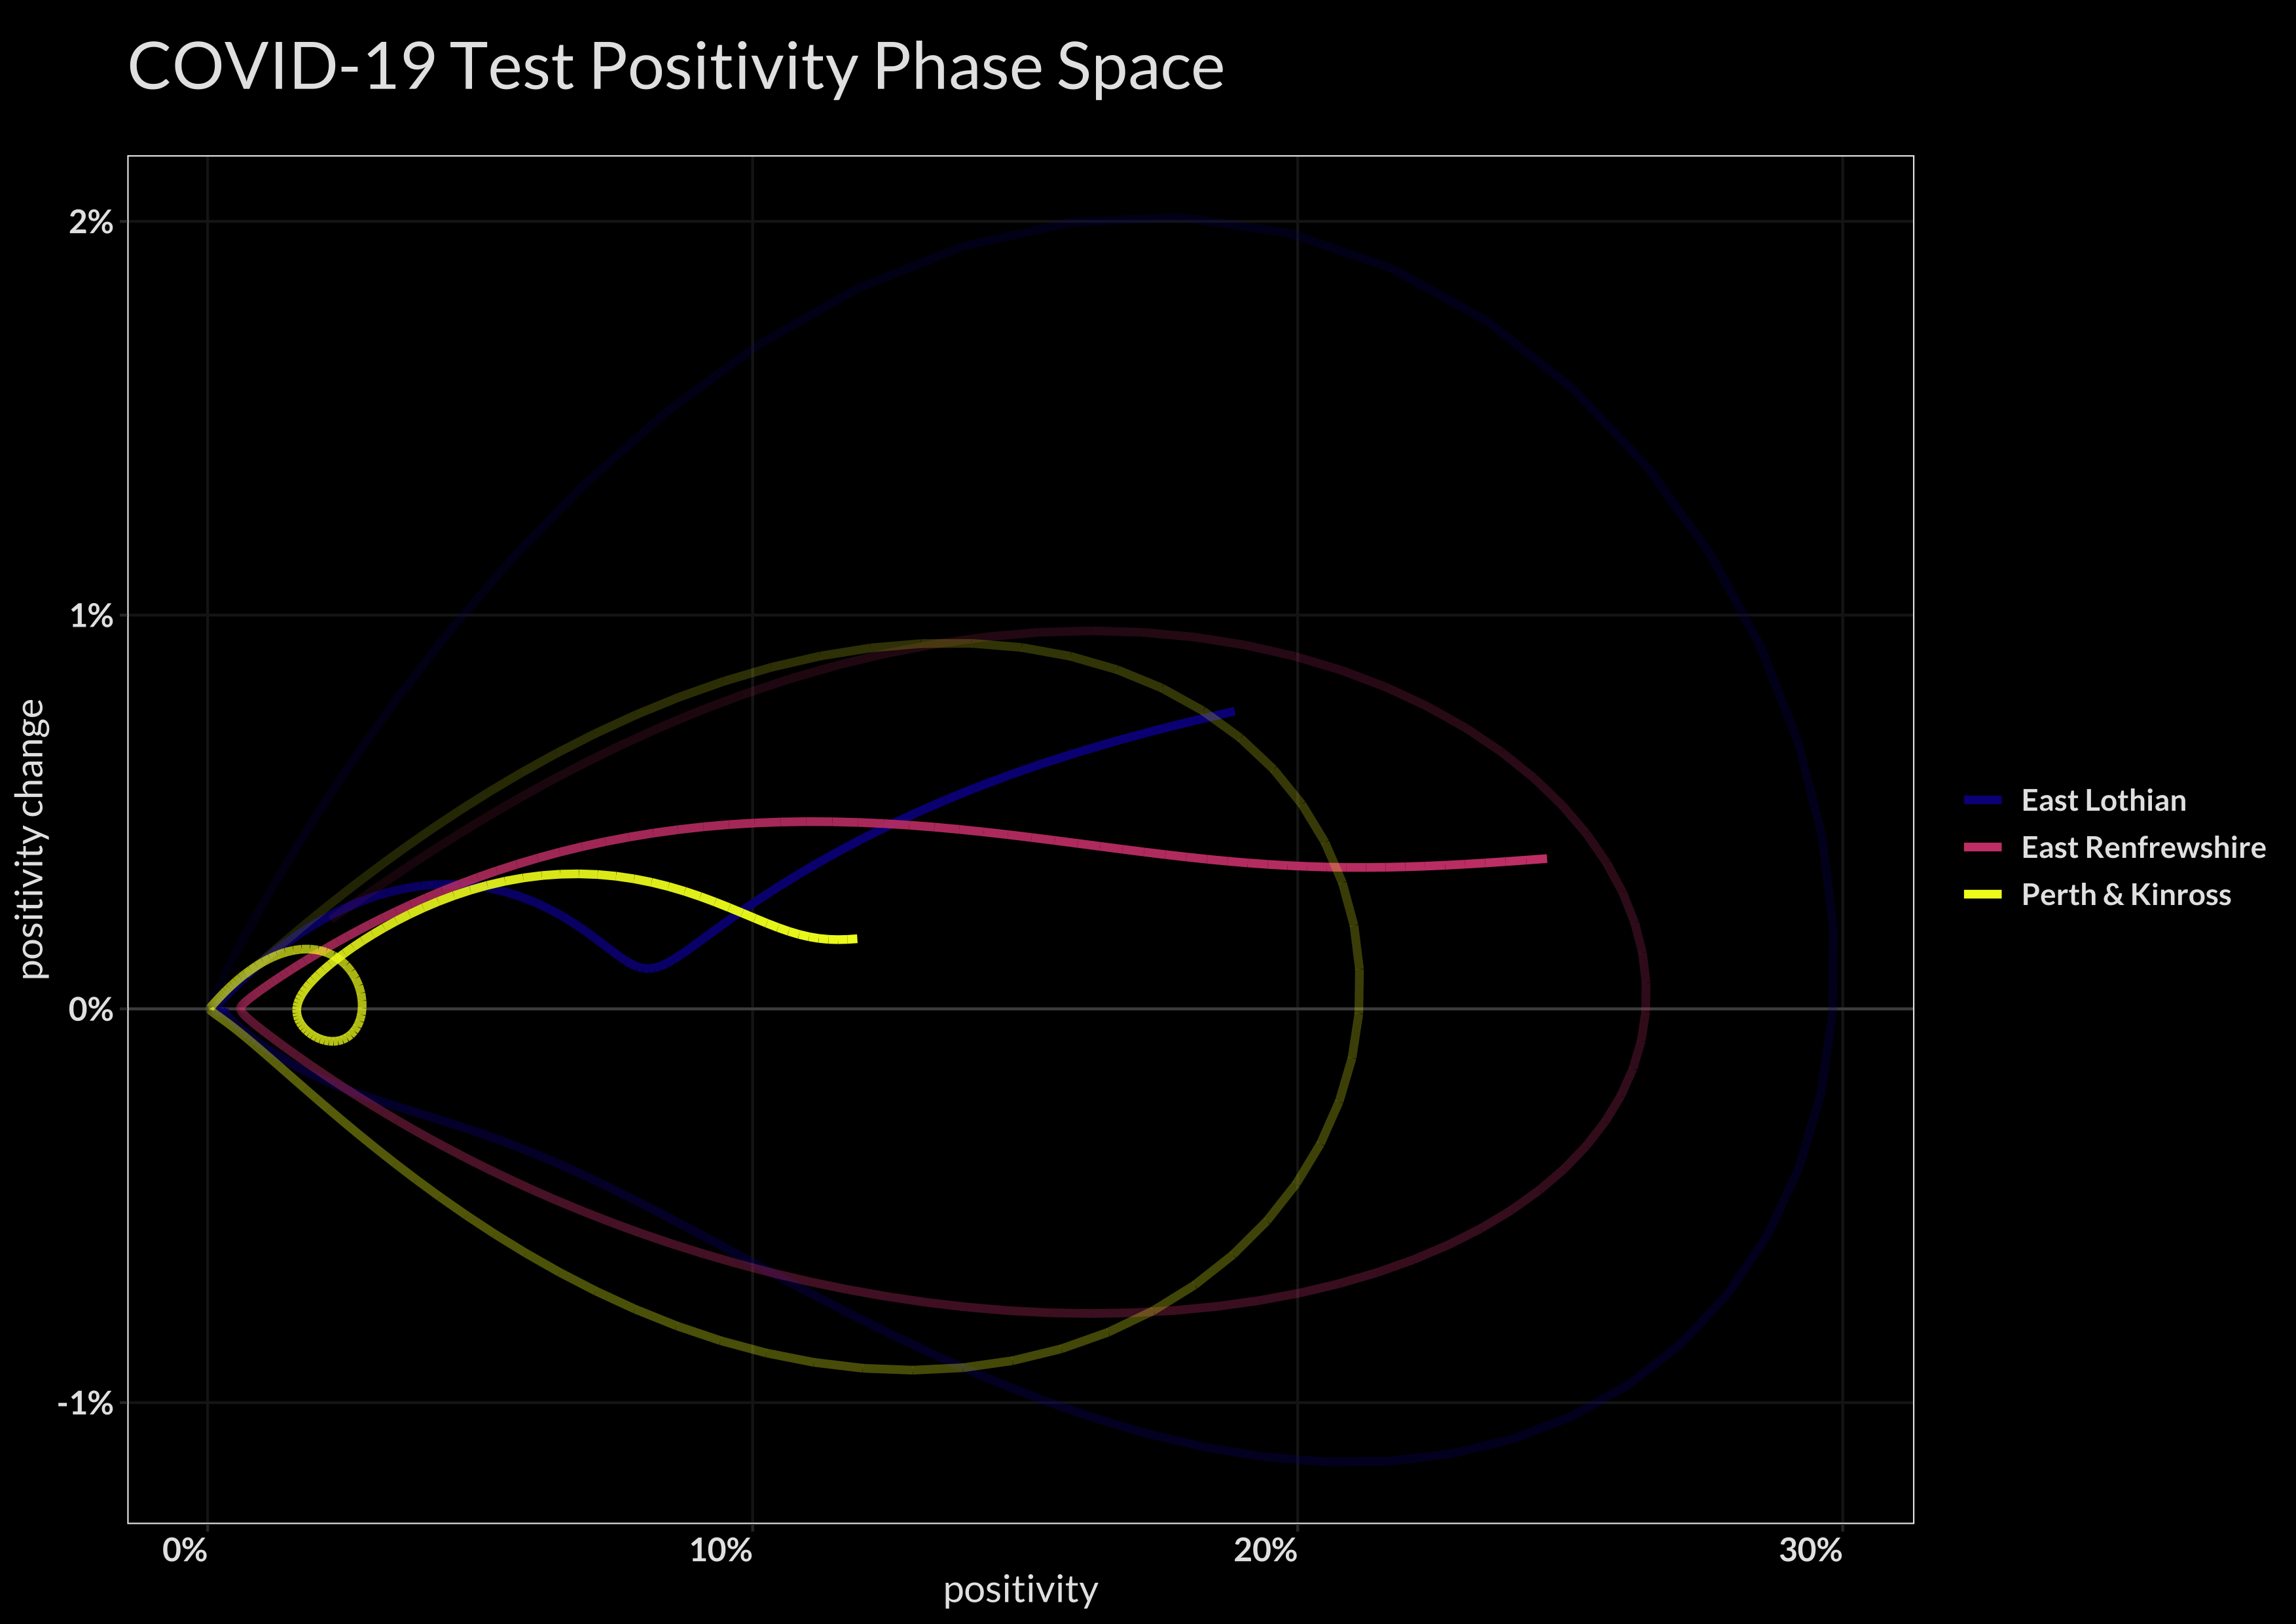 COVID-19 Test Positivity Phase Space
2%
1%
0%
-1%
positivity change
0% 10% 20% 30%
positivity
East Lothian
East Renfrewshire
Perth & Kinross